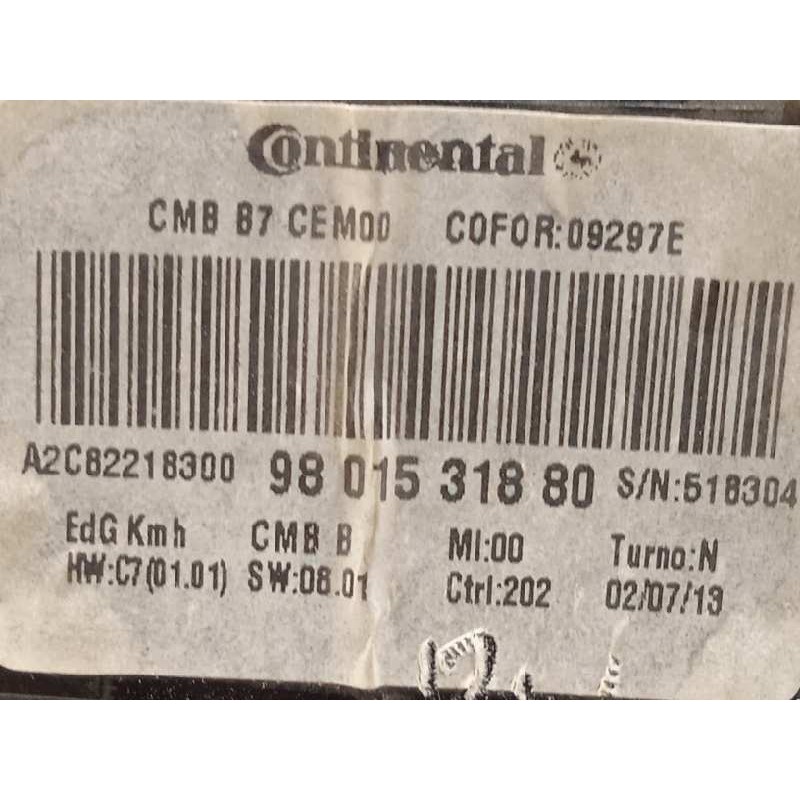 Continental
CMB B7 CEM00 COFOR:09297E
A2C82218300 98 015 318 80 S/N:518304
EdG Kmh CMB B MI:00 Turno:N
HW:C7(01.01) SW:08.01 Ctrl:202 02/07/13